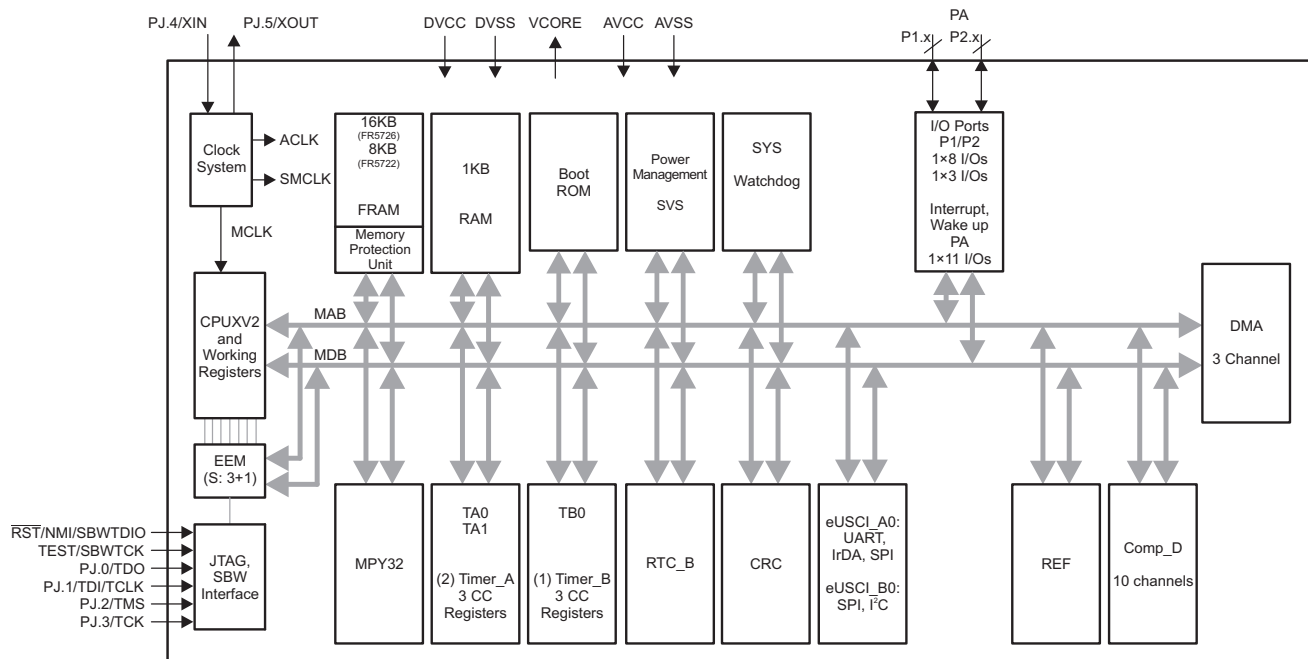 PJ.4/XIN
PJ.5/XOUT
DVCC
DVSS
VCORE
AVCC
AVSS
PA
P1.x
P2.x
Clock
System
ACLK
SMCLK
MCLK
16KB
(FR5726)
8KB
(FR5722)
FRAM
Memory
Protection
Unit
1KB
RAM
Boot
ROM
Power
Management
SVS
SYS
Watchdog
I/O Ports
P1/P2
1×8 I/Os
1×3 I/Os
Interrupt,
Wake up
PA
1×11 I/Os
CPUXV2
and
Working
Registers
MAB
MDB
DMA
3 Channel
EEM
(S: 3+1)
RST/NMI/SBWTDIO
TEST/SBWTCK
PJ.0/TDO
PJ.1/TDI/TCLK
PJ.2/TMS
PJ.3/TCK
JTAG,
SBW
Interface
MPY32
TA0
TA1
(2) Timer_A
3 CC
Registers
TB0
(1) Timer_B
3 CC
Registers
RTC_B
CRC
eUSCI_A0:
UART,
IrDA, SPI
eUSCI_B0:
SPI, I²C
REF
Comp_D
10 channels